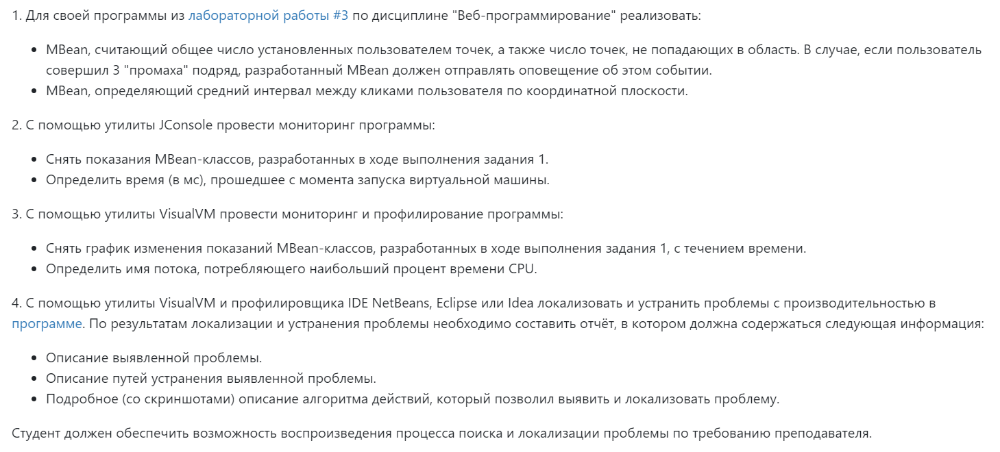 1. Для своей программы из лабораторной работы #3 по дисциплине "Веб-программирование" реализовать:
• MBean, считающий общее число установленных пользователем точек, а также число точек, не попадающих в область. В случае, если пользователь
совершил 3 "промаха" подряд, разработанный MBean должен отправлять оповещение об этом событии.
• MBean, определяющий средний интервал между кликами пользователя по координатной плоскости.
2. С помощью утилиты JConsole провести мониторинг программы:
• Снять показания MBean-классов, разработанных в ходе выполнения задания 1.
• Определить время (в мс), прошедшее с момента запуска виртуальной машины.
3. С помощью утилиты VisualVM провести мониторинг и профилирование программы:
• Снять график изменения показаний MBean-классов, разработанных в ходе выполнения задания 1, с течением времени.
• Определить имя потока, потребляющего наибольший процент времени CPU.
4. С помощью утилиты VisualVM и профилировщика IDE NetBeans, Eclipse или Idea локализовать и устранить проблемы с производительностью в
программе. По результатам локализации и устранения проблемы необходимо составить отчёт, в котором должна содержаться следующая информация:
• Описание выявленной проблемы.
• Описание путей устранения выявленной проблемы.
• Подробное (со скриншотами) описание алгоритма действий, который позволил выявить и локализовать проблему.
Студент должен обеспечить возможность воспроизведения процесса поиска и локализации проблемы по требованию преподавателя.